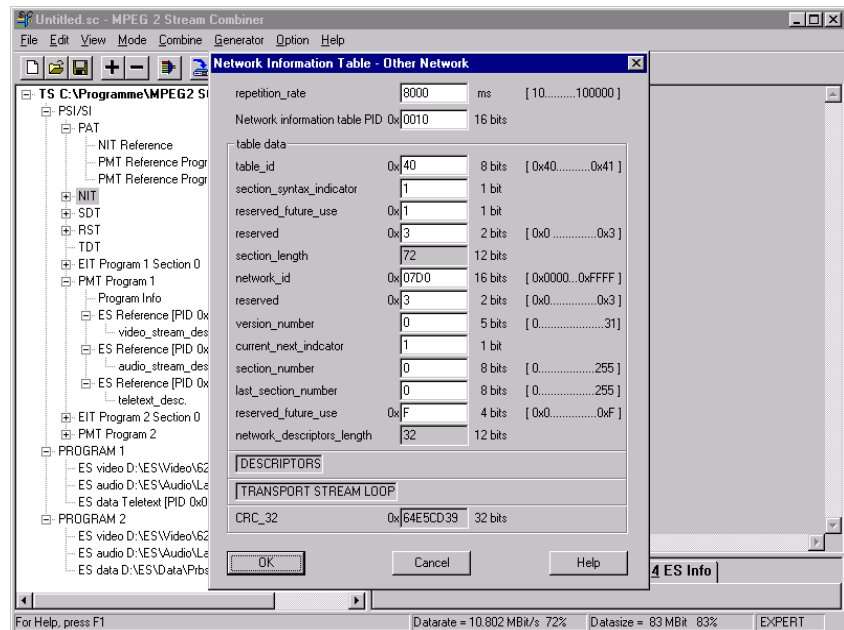 Untitled.sc - MPEG 2 Stream Combiner
File Edit View Mode Combine Generator Option Help
Network Information Table - Other Network
repetition_rate 8000 ms [ 10..........100000 ]
Network information table PID 0x 0010 16 bits
table data
table_id 0x 40 8 bits [ 0x40...........0x41 ]
section_syntax_indicator 1 1 bit
reserved_future_use 0x 1 1 bit
reserved 0x 3 2 bits [ 0x0 ..............0x3 ]
section_length 72 12 bits
network_id 0x 07D0 16 bits [ 0x0000...0xFFFF ]
reserved 0x 3 2 bits [ 0x0...............0x3 ]
version_number 0 5 bits [ 0.....................31]
current_next_indcator 1 1 bit
section_number 0 8 bits [ 0...................255 ]
last_section_number 0 8 bits [ 0...................255 ]
reserved_future_use 0x F 4 bits [ 0x0...............0xF ]
network_descriptors_length 32 12 bits
DESCRIPTORS
TRANSPORT STREAM LOOP
CRC_32 0x 64E5CD39 32 bits
OK Cancel Help
TS C:\Programme\MPEG2 S
PSI/SI
PAT
NIT Reference
PMT Reference Progr
PMT Reference Progr
NIT
SDT
RST
TDT
EIT Program 1 Section 0
PMT Program 1
Program Info
ES Reference [PID 0x
video_stream_des
ES Reference [PID 0x
audio_stream_des
ES Reference [PID 0x
teletext_desc.
EIT Program 2 Section 0
PMT Program 2
PROGRAM 1
ES video D:\ES\Video\62
ES audio D:\ES\Audio\La
ES data Teletext [PID 0x0
PROGRAM 2
ES video D:\ES\Video\62
ES audio D:\ES\Audio\La
ES data D:\ES\Data\Prbs
4 ES Info
For Help, press F1 Datarate = 10.802 MBit/s 72% Datasize = 83 MBit 83% EXPERT